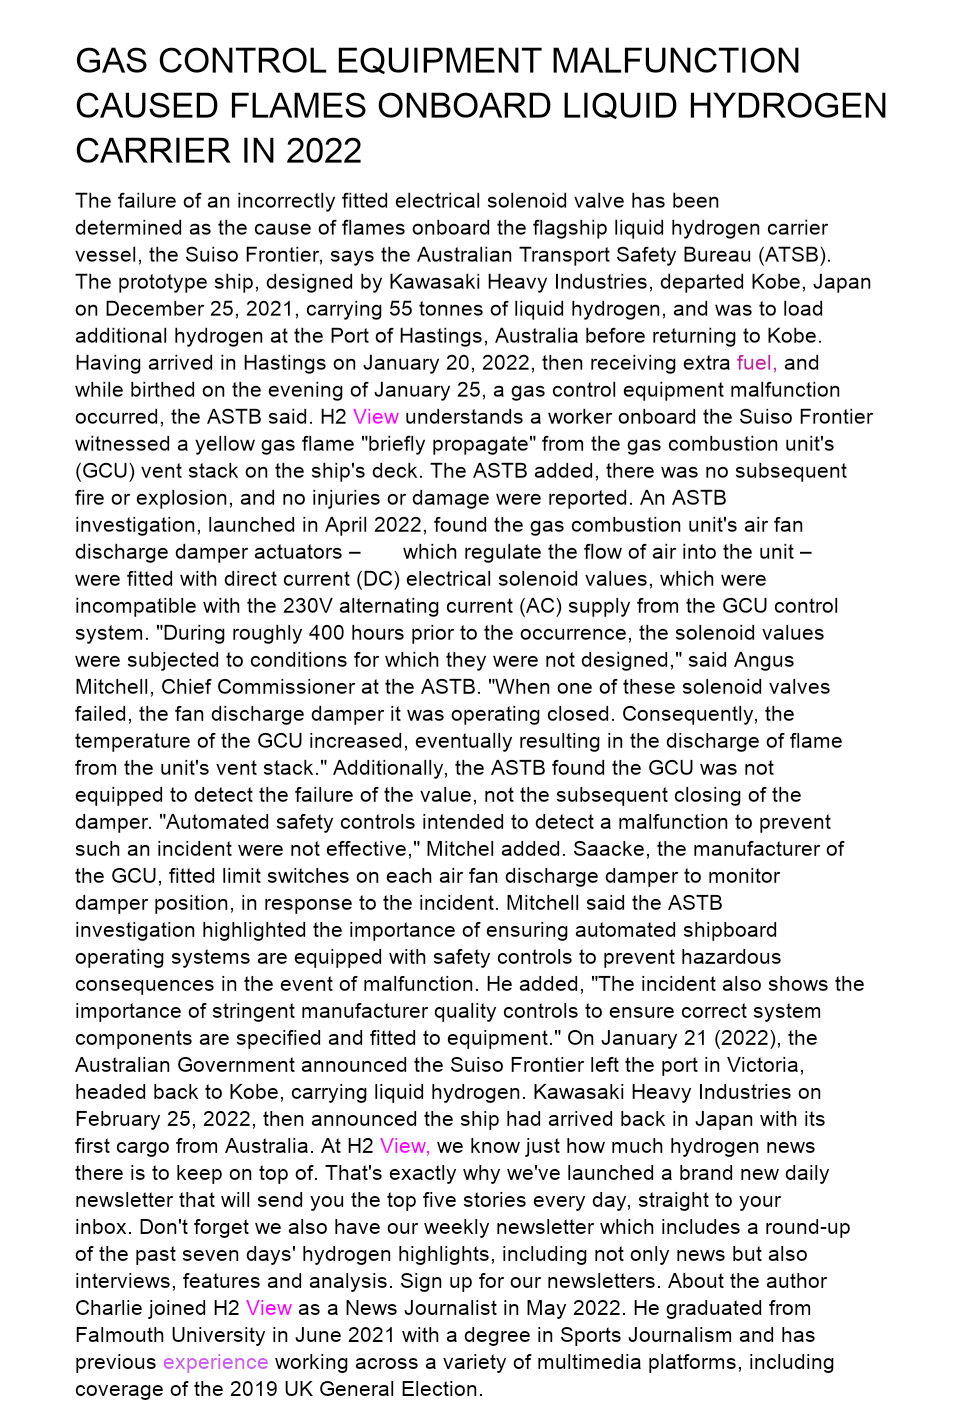 GAS CONTROL EQUIPMENT MALFUNCTION
CAUSED FLAMES ONBOARD LIQUID HYDROGEN
CARRIER IN 2022
The failure of an incorrectly fitted electrical solenoid valve has been
determined as the cause of flames onboard the flagship liquid hydrogen carrier
vessel, the Suiso Frontier, says the Australian Transport Safety Bureau (ATSB).
The prototype ship, designed by Kawasaki Heavy Industries, departed Kobe, Japan
on December 25, 2021, carrying 55 tonnes of liquid hydrogen, and was to load
additional hydrogen at the Port of Hastings, Australia before returning to Kobe.
Having arrived in Hastings on January 20, 2022, then receiving extra fuel, and
while birthed on the evening of January 25, a gas control equipment malfunction
occurred, the ASTB said. H2 View understands a worker onboard the Suiso Frontier
witnessed a yellow gas flame "briefly propagate" from the gas combustion unit's
(GCU) vent stack on the ship's deck. The ASTB added, there was no subsequent
fire or explosion, and no injuries or damage were reported. An ASTB
investigation, launched in April 2022, found the gas combustion unit's air fan
discharge damper actuators – which regulate the flow of air into the unit –
were fitted with direct current (DC) electrical solenoid values, which were
incompatible with the 230V alternating current (AC) supply from the GCU control
system. "During roughly 400 hours prior to the occurrence, the solenoid values
were subjected to conditions for which they were not designed," said Angus
Mitchell, Chief Commissioner at the ASTB. "When one of these solenoid valves
failed, the fan discharge damper it was operating closed. Consequently, the
temperature of the GCU increased, eventually resulting in the discharge of flame
from the unit's vent stack." Additionally, the ASTB found the GCU was not
equipped to detect the failure of the value, not the subsequent closing of the
damper. "Automated safety controls intended to detect a malfunction to prevent
such an incident were not effective," Mitchel added. Saacke, the manufacturer of
the GCU, fitted limit switches on each air fan discharge damper to monitor
damper position, in response to the incident. Mitchell said the ASTB
investigation highlighted the importance of ensuring automated shipboard
operating systems are equipped with safety controls to prevent hazardous
consequences in the event of malfunction. He added, "The incident also shows the
importance of stringent manufacturer quality controls to ensure correct system
components are specified and fitted to equipment." On January 21 (2022), the
Australian Government announced the Suiso Frontier left the port in Victoria,
headed back to Kobe, carrying liquid hydrogen. Kawasaki Heavy Industries on
February 25, 2022, then announced the ship had arrived back in Japan with its
first cargo from Australia. At H2 View, we know just how much hydrogen news
there is to keep on top of. That's exactly why we've launched a brand new daily
newsletter that will send you the top five stories every day, straight to your
inbox. Don't forget we also have our weekly newsletter which includes a round-up
of the past seven days' hydrogen highlights, including not only news but also
interviews, features and analysis. Sign up for our newsletters. About the author
Charlie joined H2 View as a News Journalist in May 2022. He graduated from
Falmouth University in June 2021 with a degree in Sports Journalism and has
previous experience working across a variety of multimedia platforms, including
coverage of the 2019 UK General Election.